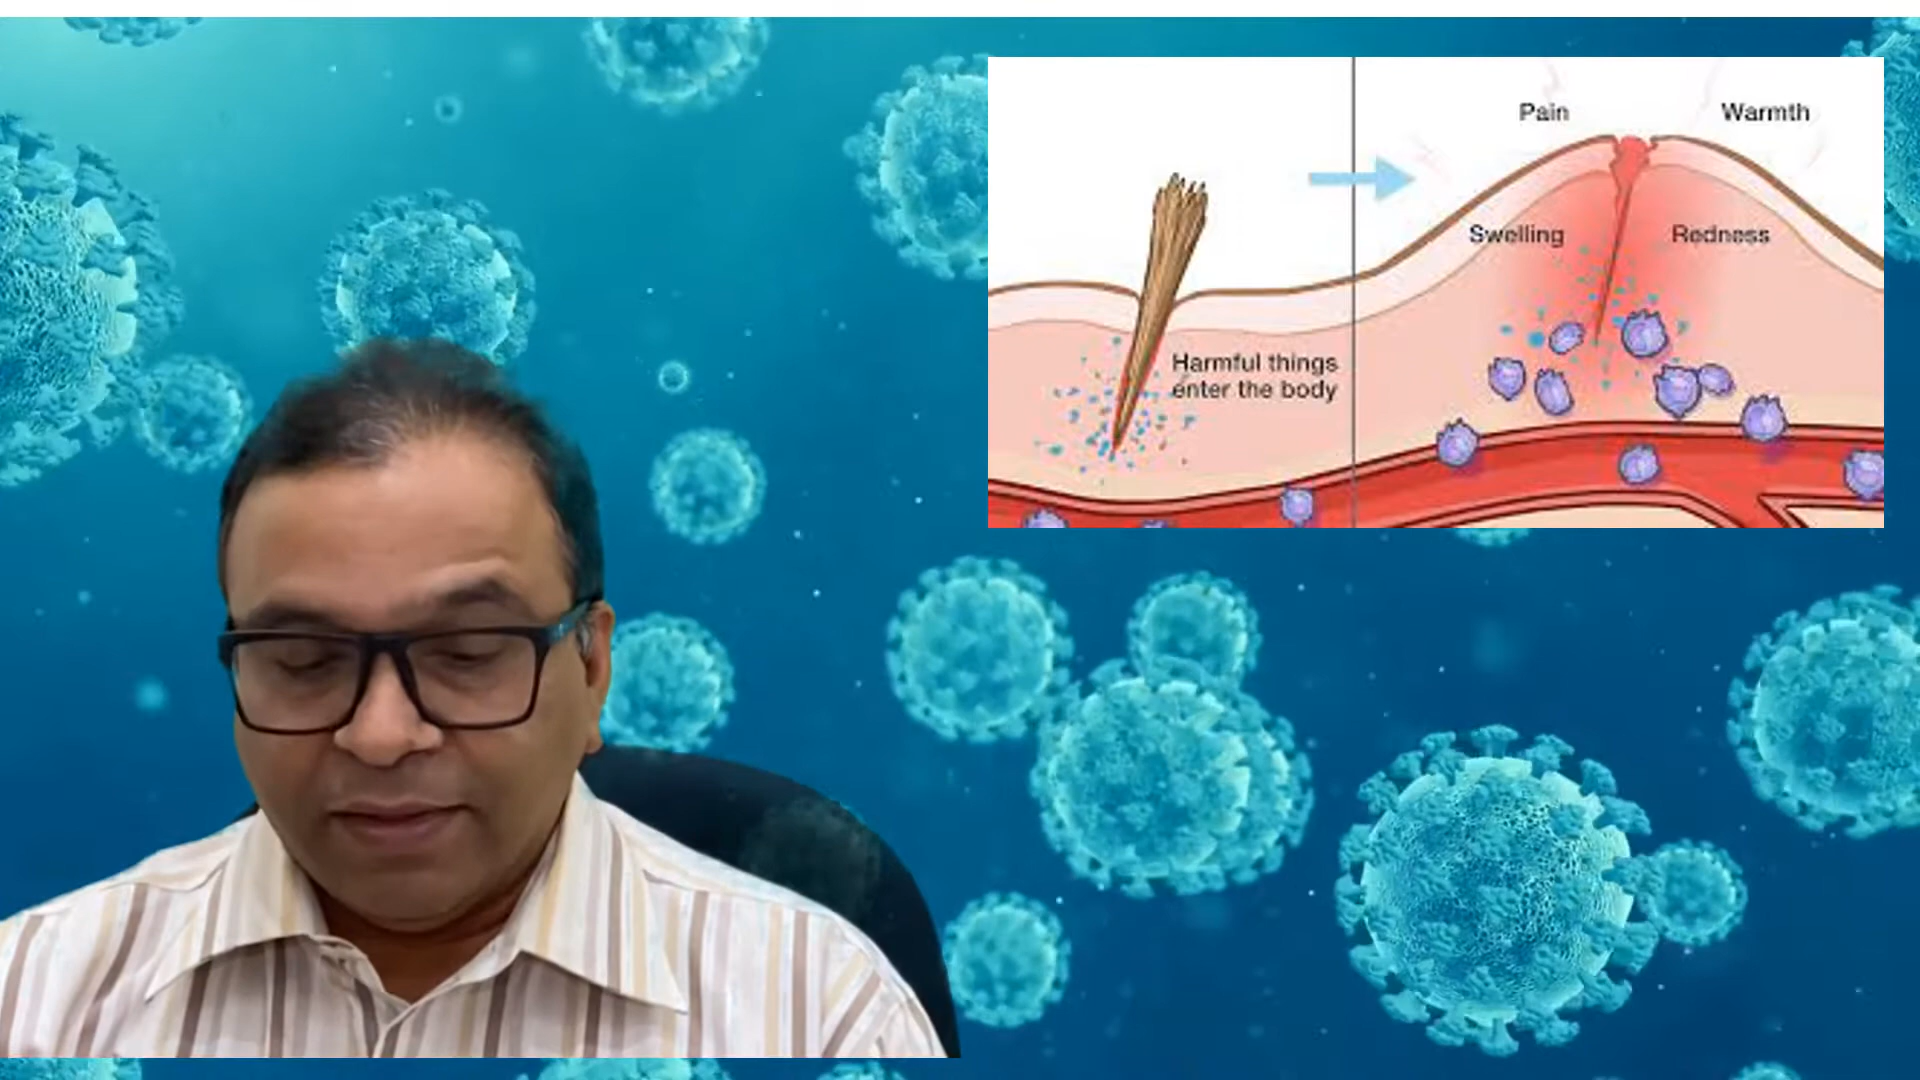 Pain
Warmth
Swelling
Redness
Harmful things
enter the body